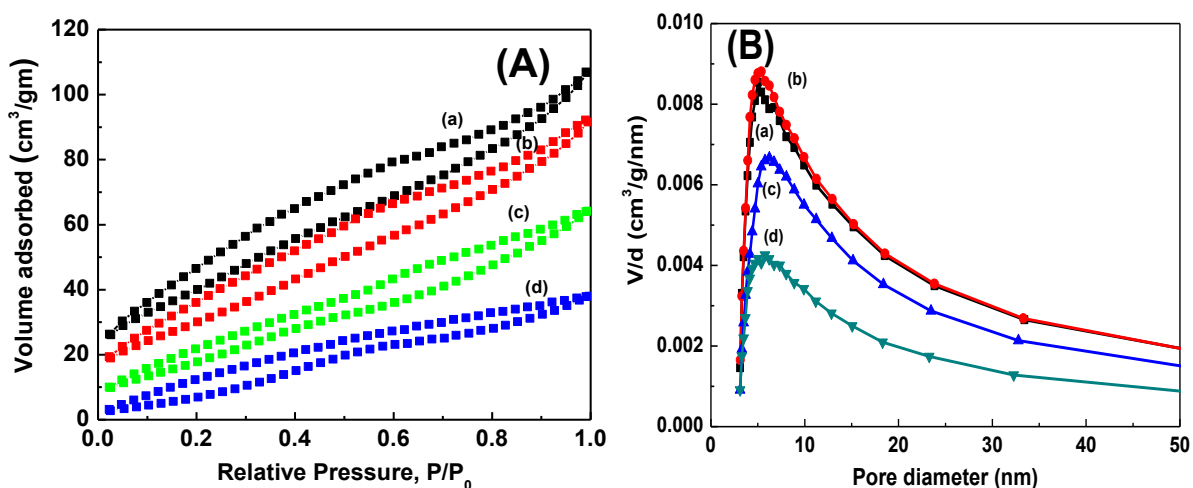 (A)
120
100
80
60
40
20
0
0.0
0.2
0.4
0.6
0.8
1.0
Volume adsorbed (cm³/gm)
Relative Pressure, P/P₀
(a)
(b)
(c)
(d)
(B)
0.010
0.008
0.006
0.004
0.002
0.000
0
10
20
30
40
50
V/d (cm³/g/nm)
Pore diameter (nm)
(b)
(a)
(c)
(d)